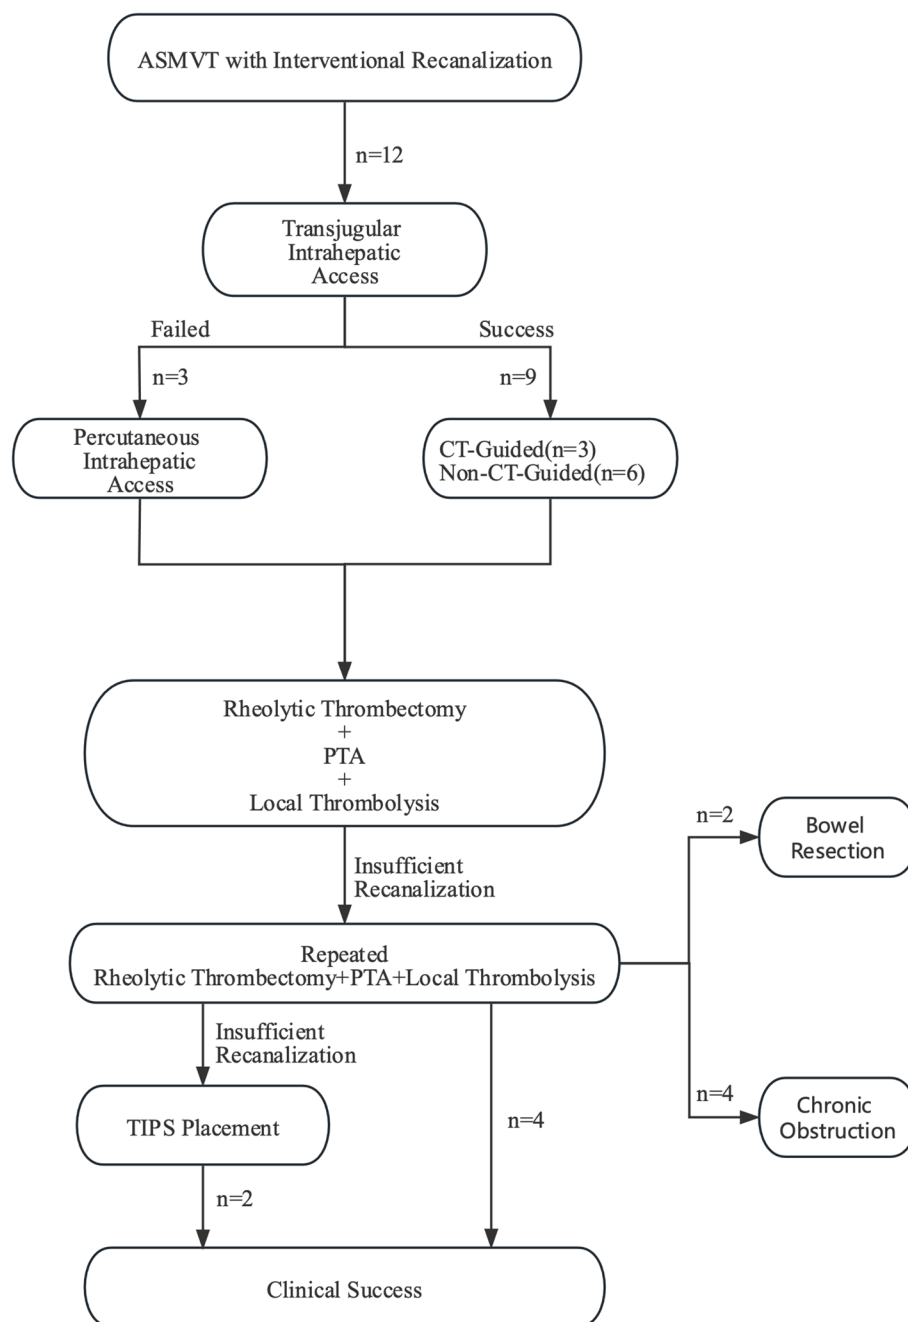 ASMVT with Interventional Recanalization
n=12
Transjugular
Intrahepatic
Access
Failed
Success
n=3
n=9
Percutaneous
Intrahepatic
Access
CT-Guided(n=3)
Non-CT-Guided(n=6)
Rheolytic Thrombectomy
+
PTA
+
Local Thrombolysis
n=2
Bowel
Resection
Insufficient
Recanalization
Repeated
Rheolytic Thrombectomy+PTA+Local Thrombolysis
Insufficient
Recanalization
n=4
Chronic
Obstruction
TIPS Placement
n=4
n=2
Clinical Success